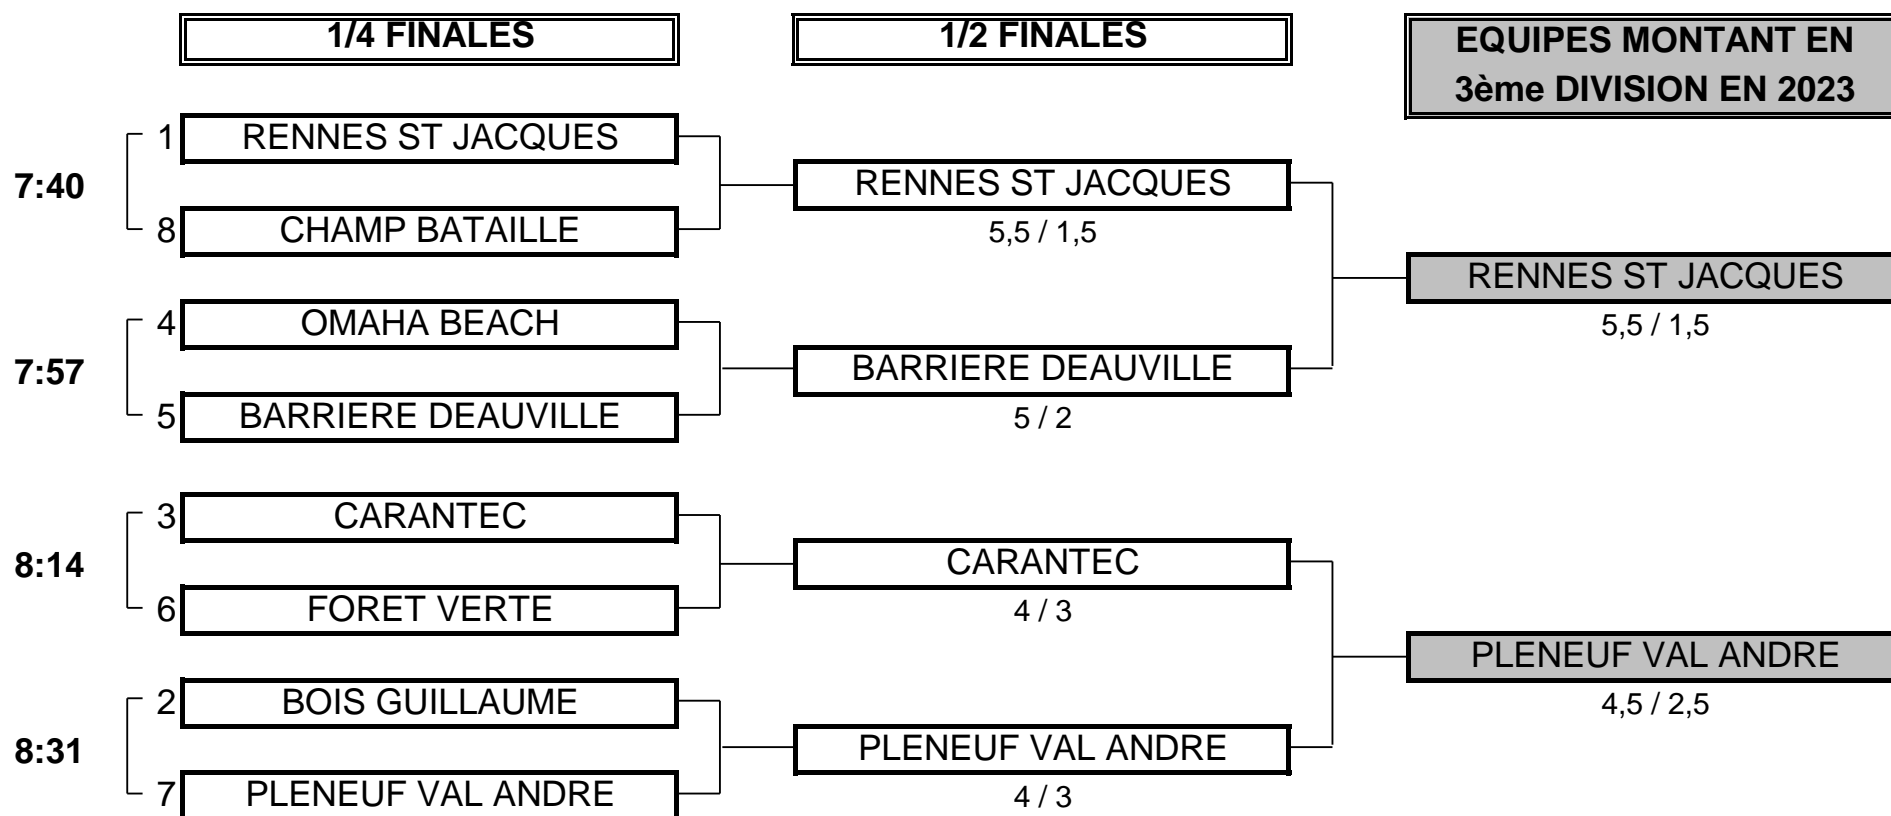 1/4 FINALES
1/2 FINALES
EQUIPES MONTANT EN
3ème DIVISION EN 2023
1 RENNES ST JACQUES
7:40
RENNES ST JACQUES
8 CHAMP BATAILLE
5,5 / 1,5
RENNES ST JACQUES
4 OMAHA BEACH
5,5 / 1,5
7:57
BARRIERE DEAUVILLE
5 BARRIERE DEAUVILLE
5 / 2
3 CARANTEC
8:14
CARANTEC
6 FORET VERTE
4 / 3
PLENEUF VAL ANDRE
2 BOIS GUILLAUME
4,5 / 2,5
8:31
PLENEUF VAL ANDRE
7 PLENEUF VAL ANDRE
4 / 3